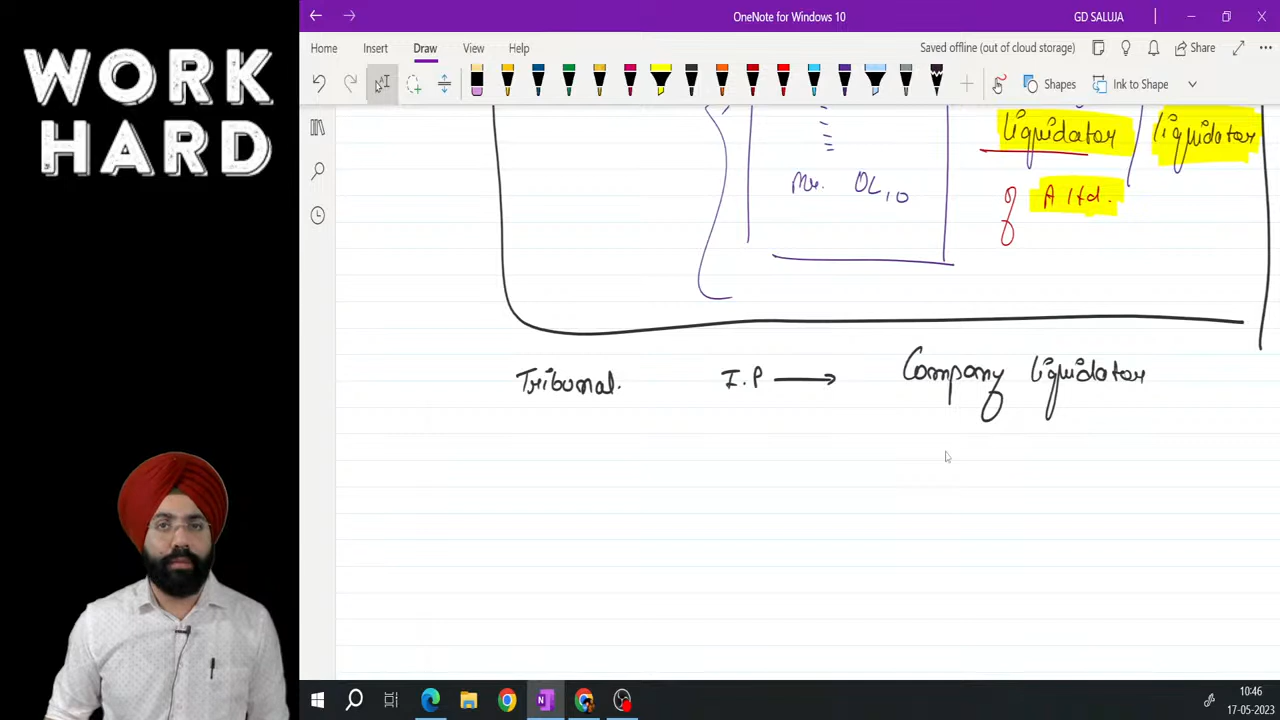 WORK
HARD
OneNote for Windows 10
GD SALUJA
Home Insert Draw View Help
Saved offline (out of cloud storage)
Share
Shapes
Ink to Shape
liquidator
liquidator
Mr. OL10
of A ltd.
Tribunal. I.P → Company liquidator
10:46
17-05-2023